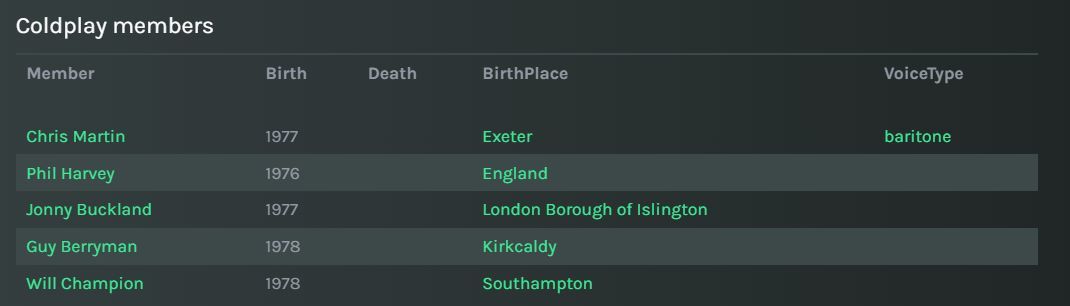 Coldplay members
Member Birth Death BirthPlace VoiceType
Chris Martin 1977 Exeter baritone
Phil Harvey 1976 England
Jonny Buckland 1977 London Borough of Islington
Guy Berryman 1978 Kirkcaldy
Will Champion 1978 Southampton